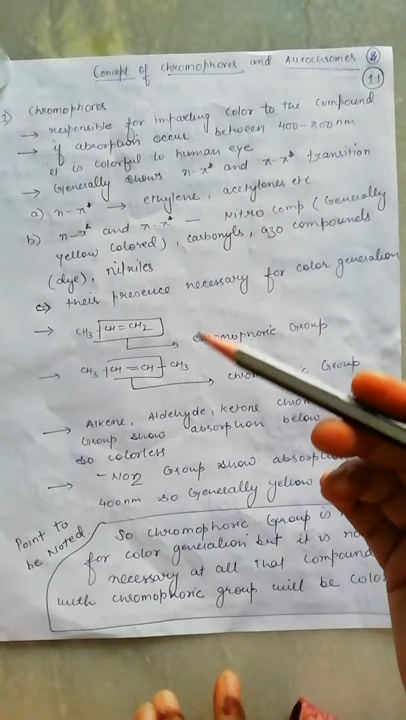 Concept of Chromophores and Auxochromes
11
1) Chromophores
→ responsible for imparting color to the compound
→ if absorption occur between 400-800nm
it is colorful to human eye
→ Generally shows n-π* and π-π* transition
a) π-π* → ethylene, acetylenes etc
b) n-π* and π-π* — Nitro comp (Generally
yellow colored), carbonyls, azo compounds
(dye), nitriles
⇨ their presence necessary for color generation
→ CH3-CH=CH2
Group
→ CH3-CH=CH-CH3
Group
→ Alkene, Aldehyde, ketone
Group show absorption below
so colorless
→ -NO2 Group show
400nm so Generally yellow
Point to
be Noted
So chromophoric Group is
for color generation but it is
necessary at all that compound
with chromophoric group will be